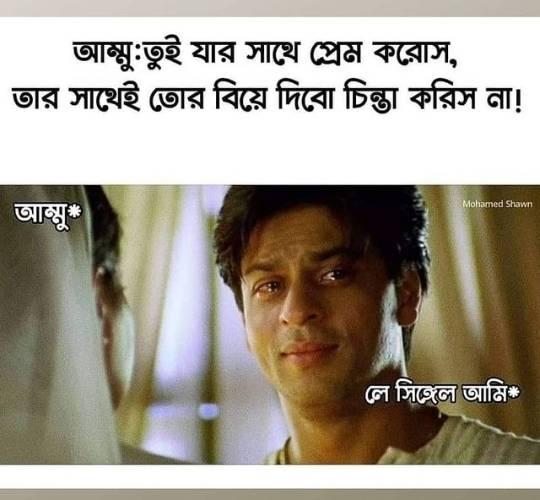 আম্মু:তুই যার সাথে প্রেম করোস,
তার সাথেই তোর বিয়ে দিবো চিন্তা করিস না!
আম্মু*
Mohamed Shawn
লে সিঙ্গেল আমি*